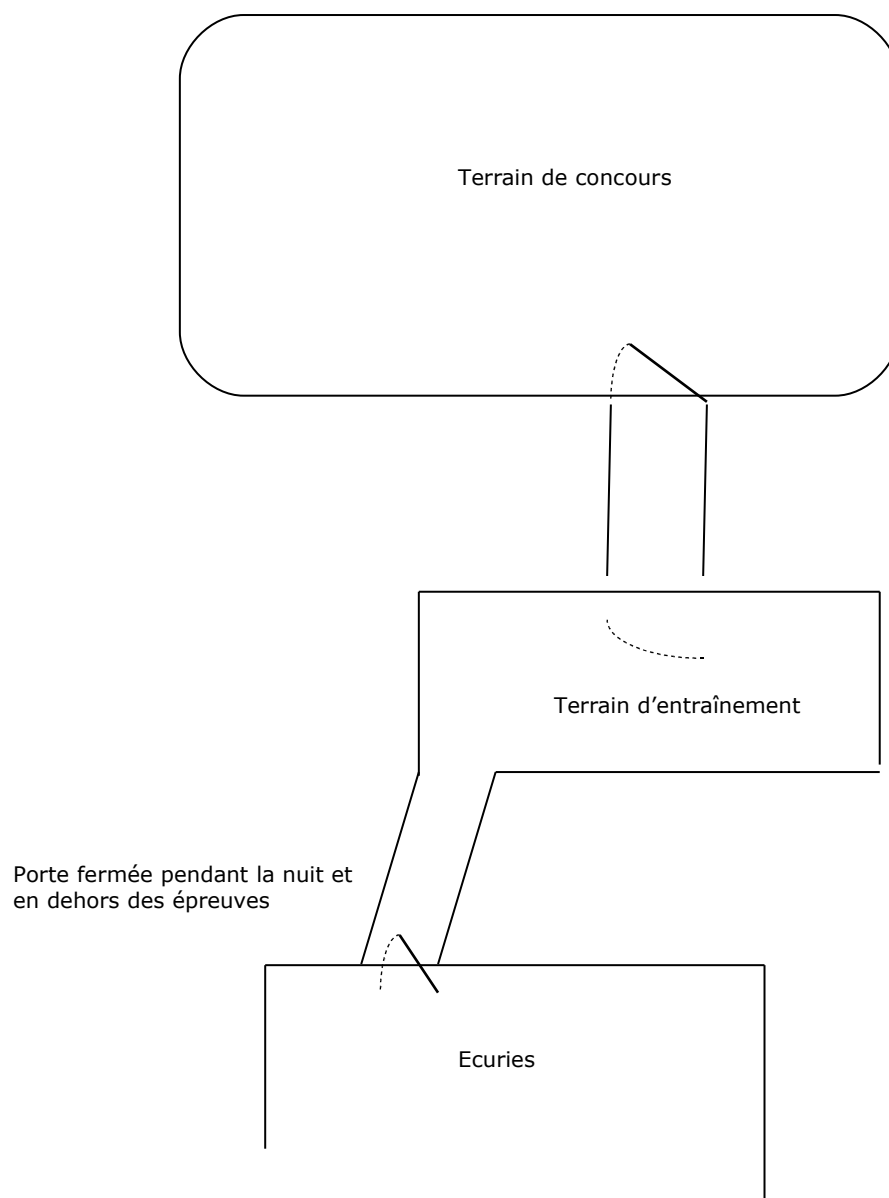 Terrain de concours
Terrain d’entraînement
Porte fermée pendant la nuit et
en dehors des épreuves
Ecuries